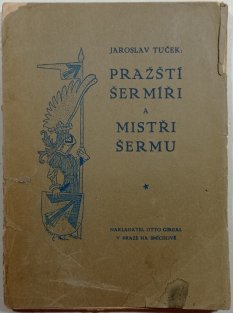 JAROSLAV TUČEK:
PRAŽŠTÍ
ŠERMÍŘI
A
MISTŘI
ŠERMU
NAKLADATEL OTTO GIRGAL
V PRAZE NA SMÍCHOVĚ